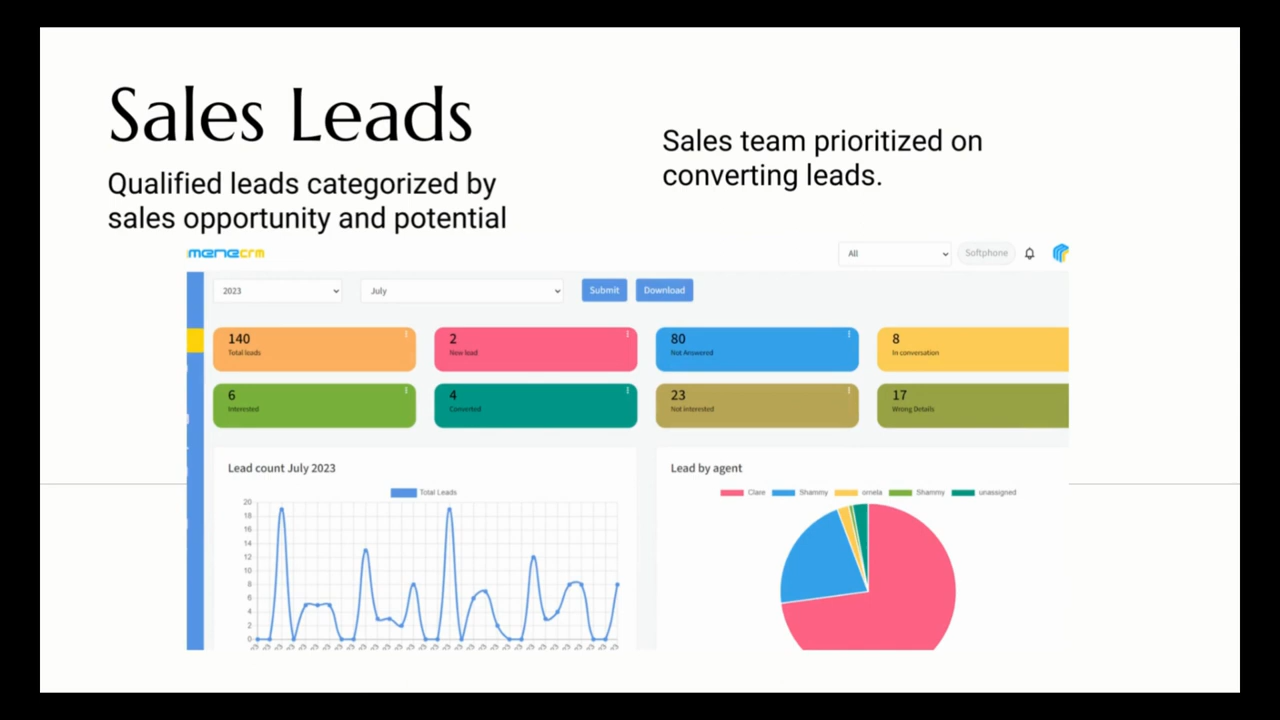 Sales Leads
Qualified leads categorized by
sales opportunity and potential
Sales team prioritized on
converting leads.
menecrm
All
Softphone
2023
July
Submit
Download
140
Total leads
2
New lead
80
Not Answered
8
In conversation
6
Interested
4
Converted
23
Not interested
17
Wrong Details
Lead count July 2023
Total Leads
20
18
16
14
12
10
8
6
4
2
0
Lead by agent
Clare
Shammy
omela
Shammy
unassigned